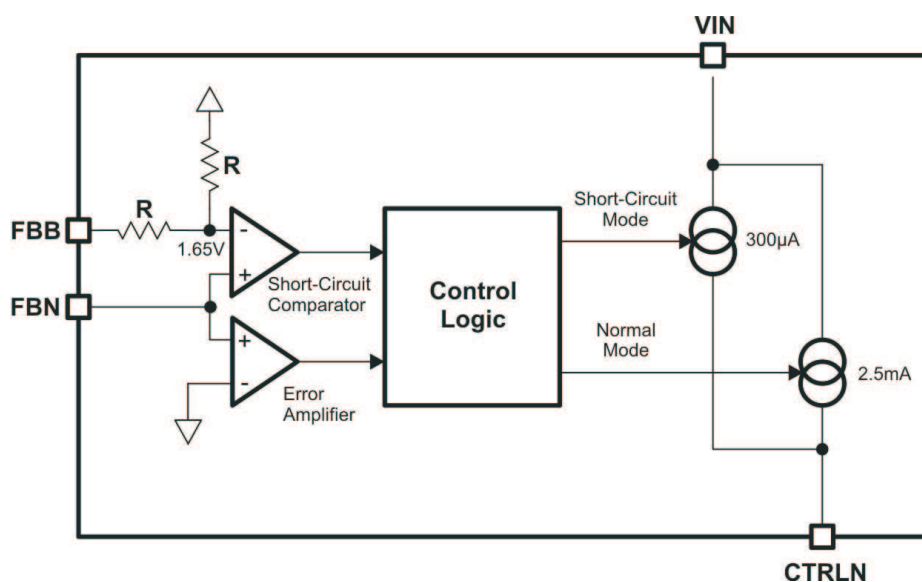 VIN
R
R
FBB
1.65V
-
+
Short-Circuit
Comparator
FBN
+
-
Error
Amplifier
Control
Logic
Short-Circuit
Mode
300µA
Normal
Mode
2.5mA
CTRLN